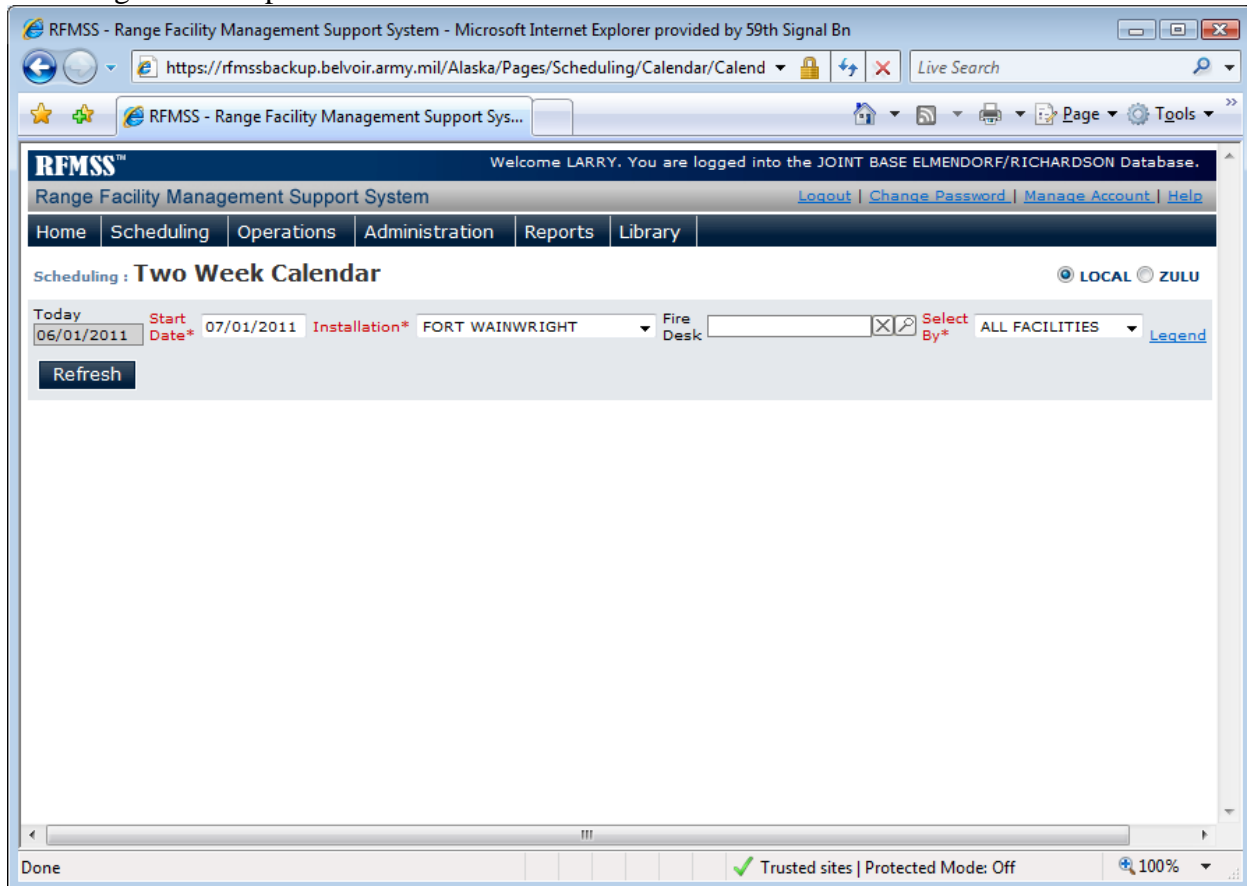 RFMSS - Range Facility Management Support System - Microsoft Internet Explorer provided by 59th Signal Bn
https://rfmssbackup.belvoir.army.mil/Alaska/Pages/Scheduling/Calendar/Calend
Live Search
RFMSS - Range Facility Management Support Sys...
Page Tools
RFMSS™ Welcome LARRY. You are logged into the JOINT BASE ELMENDORF/RICHARDSON Database.
Range Facility Management Support System Logout | Change Password | Manage Account | Help
Home Scheduling Operations Administration Reports Library
Scheduling : Two Week Calendar LOCAL ZULU
Today
06/01/2011
Start
Date* 07/01/2011 Installation* FORT WAINWRIGHT
Fire
Desk
Select
By* ALL FACILITIES Legend
Refresh
Done Trusted sites | Protected Mode: Off 100%